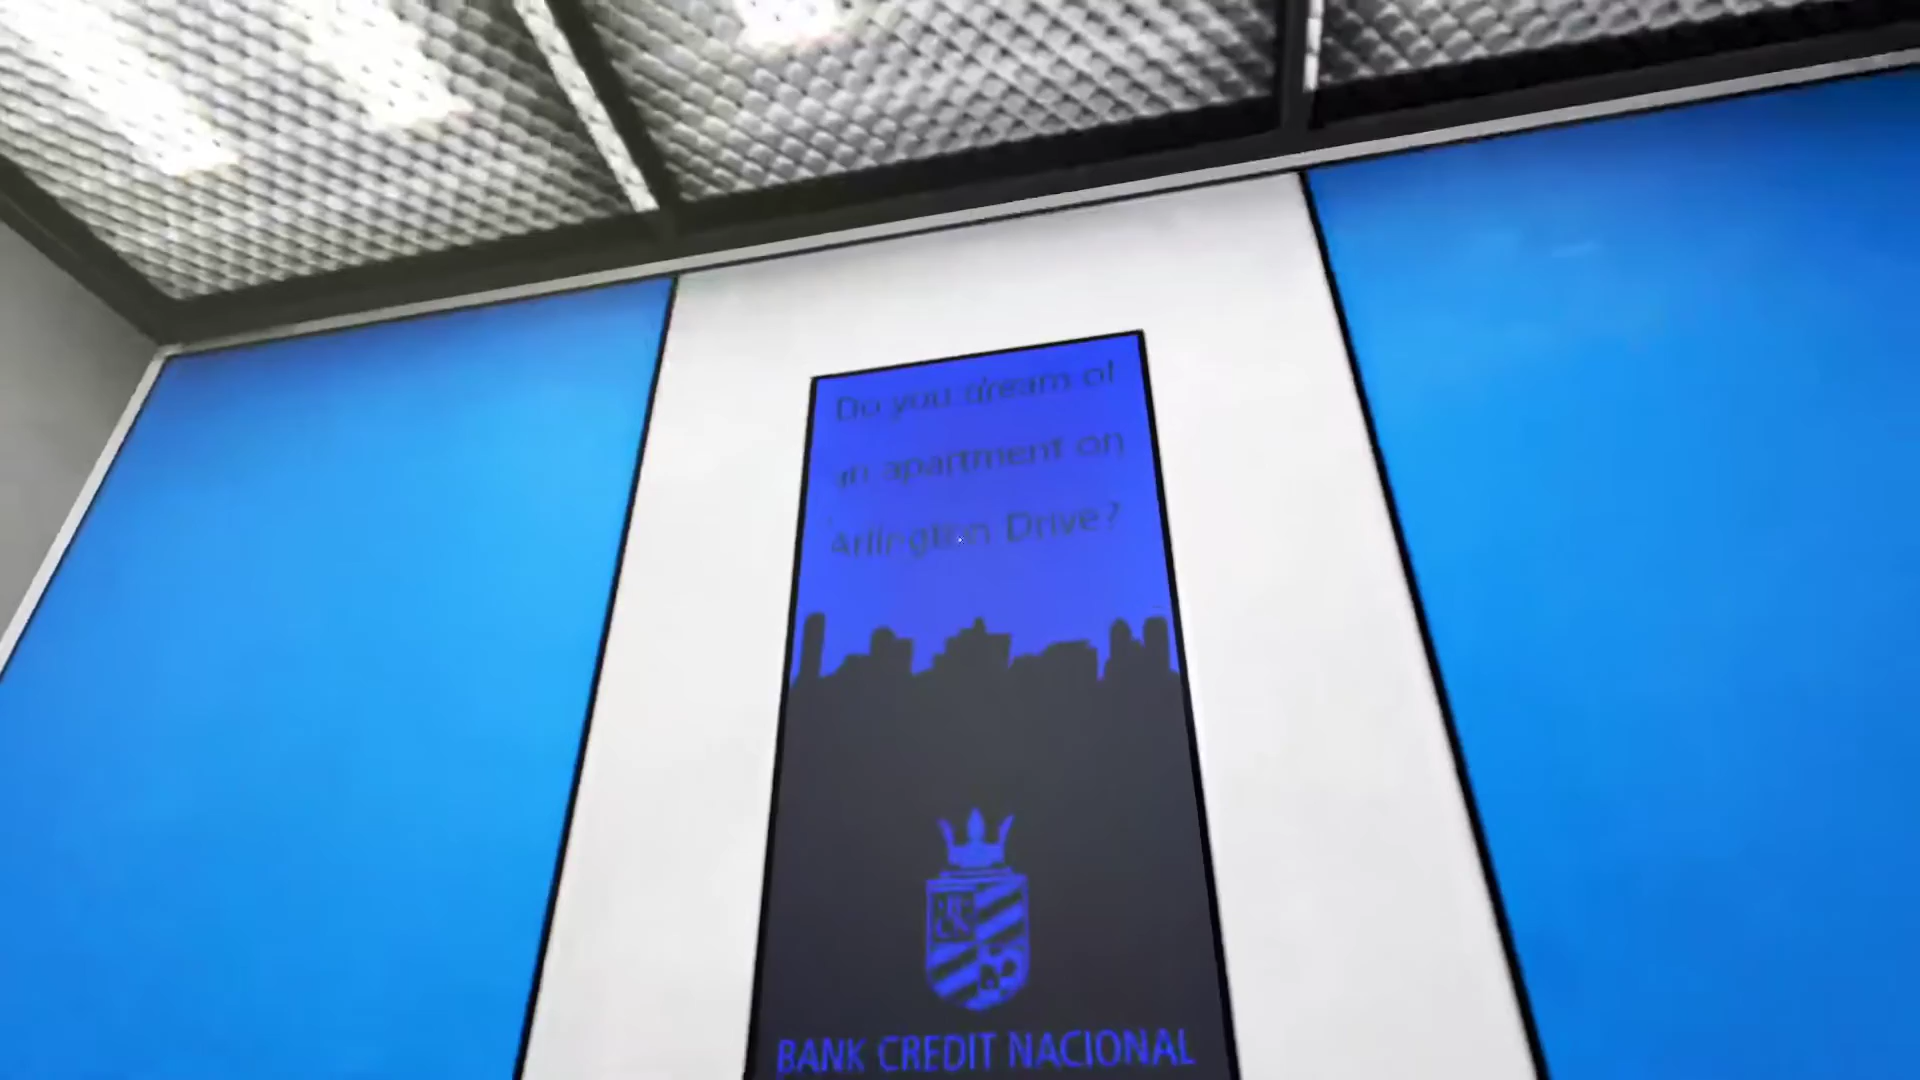 Do you dream of
an apartment on
Arlington Drive?
BANK CREDIT NACIONAL